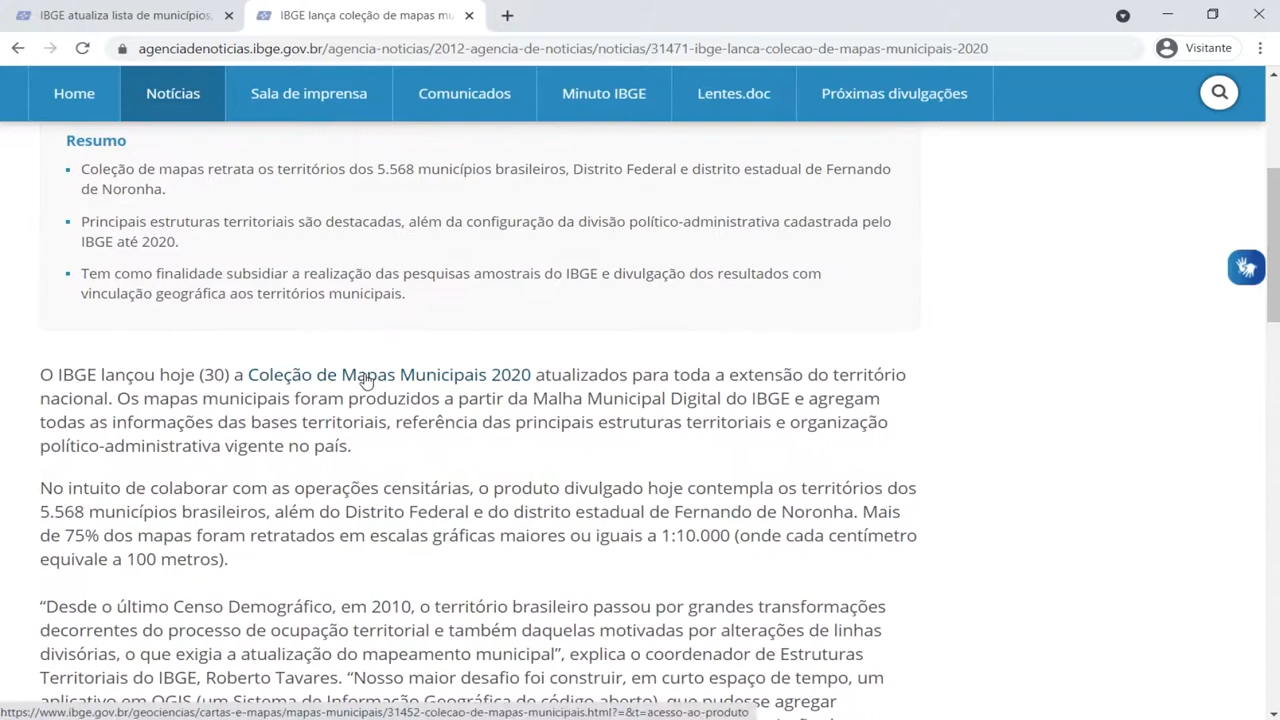 IBGE atualiza lista de municípios,
IBGE lança coleção de mapas mu
agenciadenoticias.ibge.gov.br/agencia-noticias/2012-agencia-de-noticias/noticias/31471-ibge-lanca-colecao-de-mapas-municipais-2020
Visitante
Home Notícias Sala de imprensa Comunicados Minuto IBGE Lentes.doc Próximas divulgações
Resumo
Coleção de mapas retrata os territórios dos 5.568 municípios brasileiros, Distrito Federal e distrito estadual de Fernando
de Noronha.
Principais estruturas territoriais são destacadas, além da configuração da divisão político-administrativa cadastrada pelo
IBGE até 2020.
Tem como finalidade subsidiar a realização das pesquisas amostrais do IBGE e divulgação dos resultados com
vinculação geográfica aos territórios municipais.
O IBGE lançou hoje (30) a Coleção de Mapas Municipais 2020 atualizados para toda a extensão do território
nacional. Os mapas municipais foram produzidos a partir da Malha Municipal Digital do IBGE e agregam
todas as informações das bases territoriais, referência das principais estruturas territoriais e organização
político-administrativa vigente no país.
No intuito de colaborar com as operações censitárias, o produto divulgado hoje contempla os territórios dos
5.568 municípios brasileiros, além do Distrito Federal e do distrito estadual de Fernando de Noronha. Mais
de 75% dos mapas foram retratados em escalas gráficas maiores ou iguais a 1:10.000 (onde cada centímetro
equivale a 100 metros).
“Desde o último Censo Demográfico, em 2010, o território brasileiro passou por grandes transformações
decorrentes do processo de ocupação territorial e também daquelas motivadas por alterações de linhas
divisórias, o que exigia a atualização do mapeamento municipal”, explica o coordenador de Estruturas
Territoriais do IBGE, Roberto Tavares. “Nosso maior desafio foi construir, em curto espaço de tempo, um
aplicativo em QGIS (um Sistema de Informação Geográfica de código aberto), que pudesse agregar
https://www.ibge.gov.br/geociencias/cartas-e-mapas/mapas-municipais/31452-colecao-de-mapas-municipais.html?=&t=acesso-ao-produto